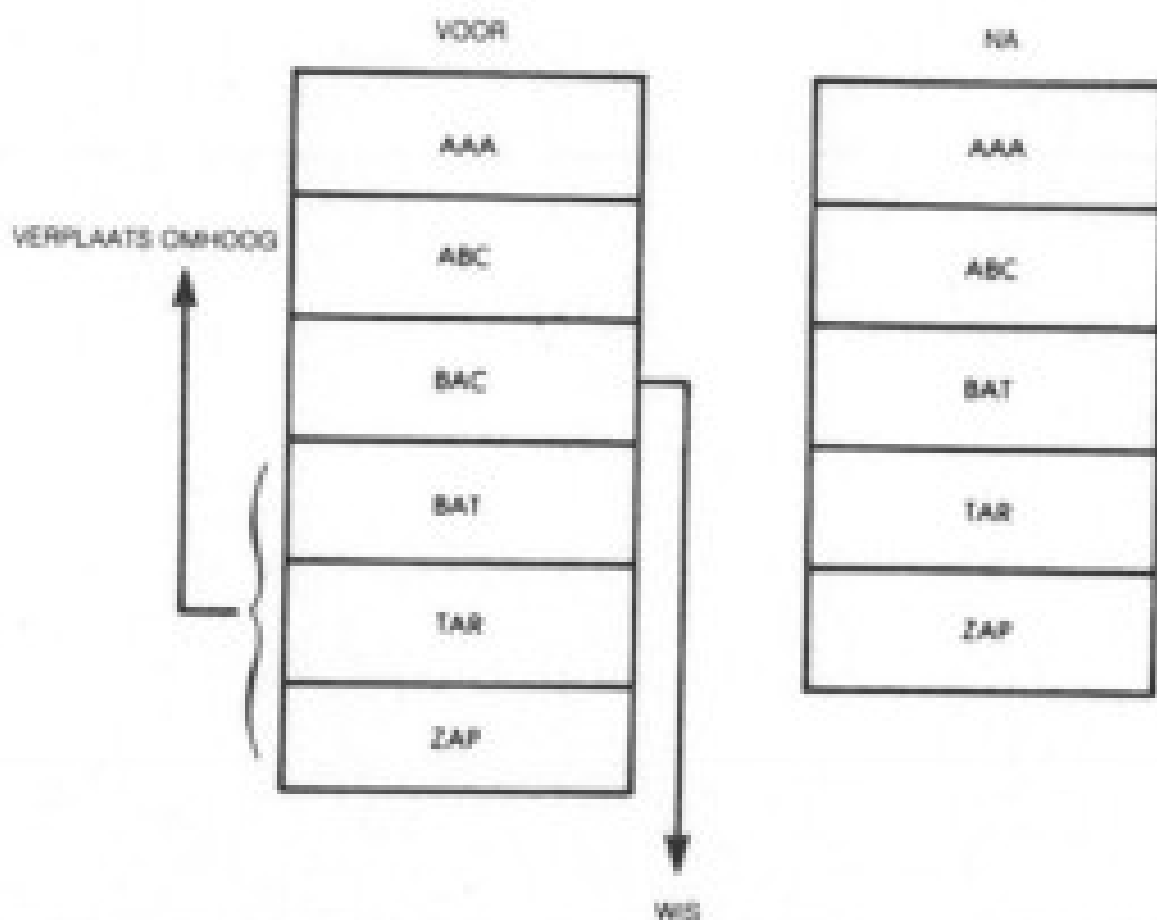 VOOR
AAA
ABC
BAC
BAT
TAR
ZAP
VERPLAATS OMHOOG
WIS
NA
AAA
ABC
BAT
TAR
ZAP